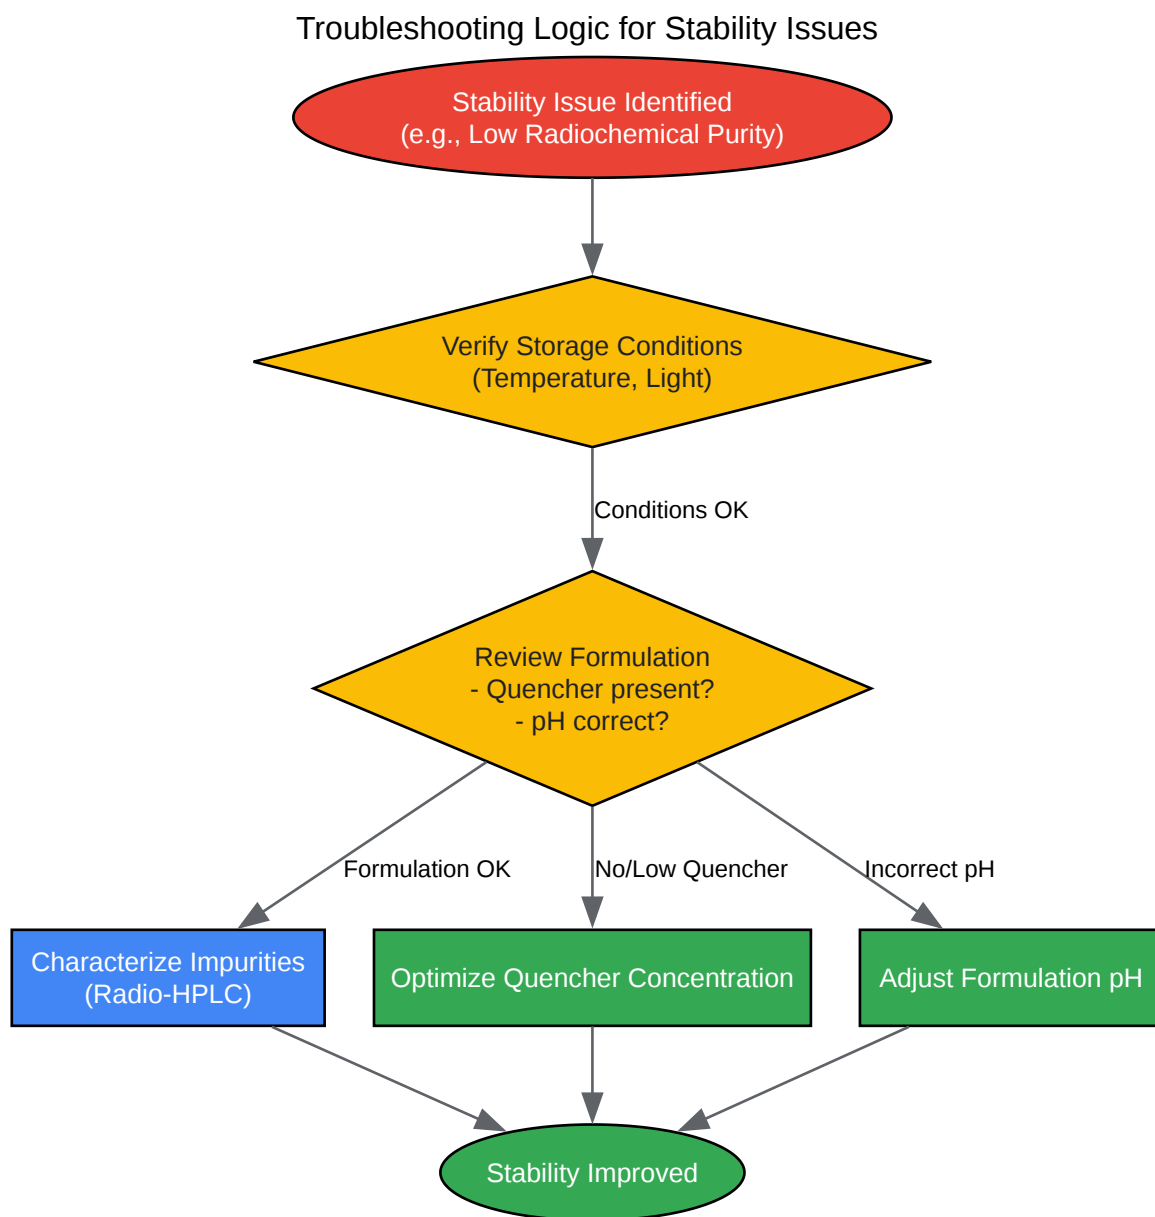 Troubleshooting Logic for Stability Issues
Stability Issue Identified
(e.g., Low Radiochemical Purity)
Verify Storage Conditions
(Temperature, Light)
Conditions OK
Review Formulation
- Quencher present?
- pH correct?
Formulation OK
No/Low Quencher
Incorrect pH
Characterize Impurities
(Radio-HPLC)
Optimize Quencher Concentration
Adjust Formulation pH
Stability Improved